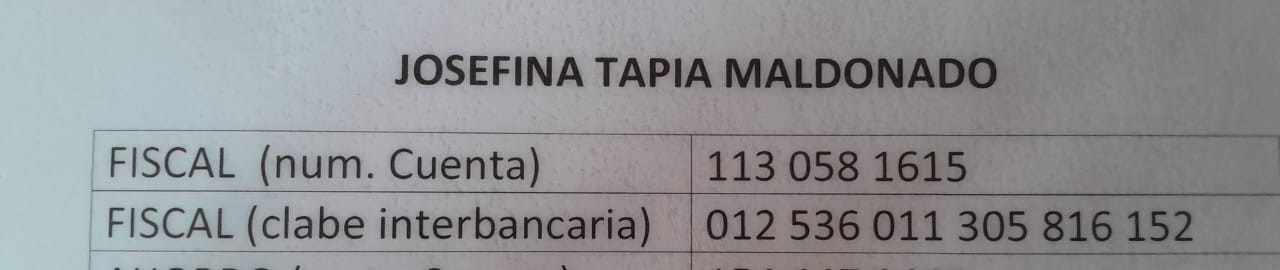 JOSEFINA TAPIA MALDONADO
FISCAL (num. Cuenta) 113 058 1615
FISCAL (clabe interbancaria) 012 536 011 305 816 152